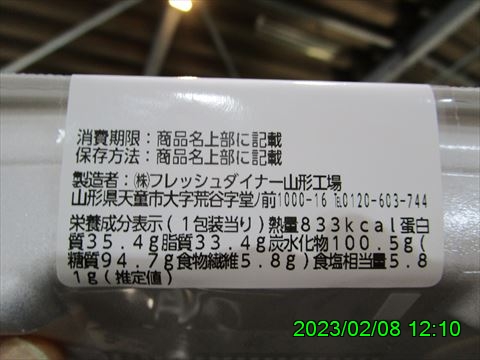 消費期限：商品名上部に記載
保存方法：商品名上部に記載
製造者：㈱フレッシュダイナー山形工場
山形県天童市大字荒谷字堂ノ前1000-16 ℡0120-603-744
栄養成分表示(1包装当り)熱量833kcal蛋白
質35.4g脂質33.4g炭水化物100.5g(
糖質94.7g食物繊維5.8g)食塩相当量5.8
1g(推定値)
2023/02/08 12:10